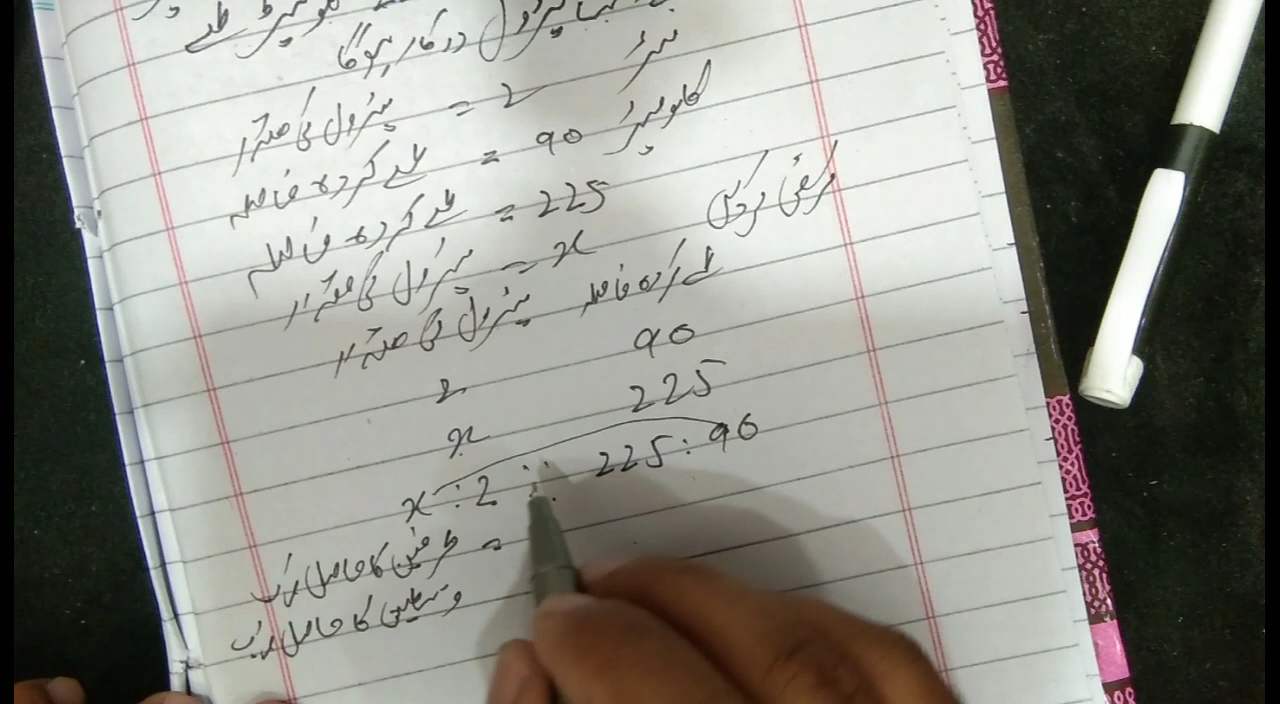 پیٹرول درکار ہوگا
پیٹرول کی مقدار = 2 لیٹر
طے کردہ فاصلہ = 90 کلومیٹر
طے کردہ فاصلہ = 225
پیٹرول کی مقدار = x
پیٹرول کی مقدار طے کردہ فاصلہ
2 90
x 225
x : 2 :: 225 : 90
طرفین کا حاصل ضرب =
وسطین کا حاصل ضرب